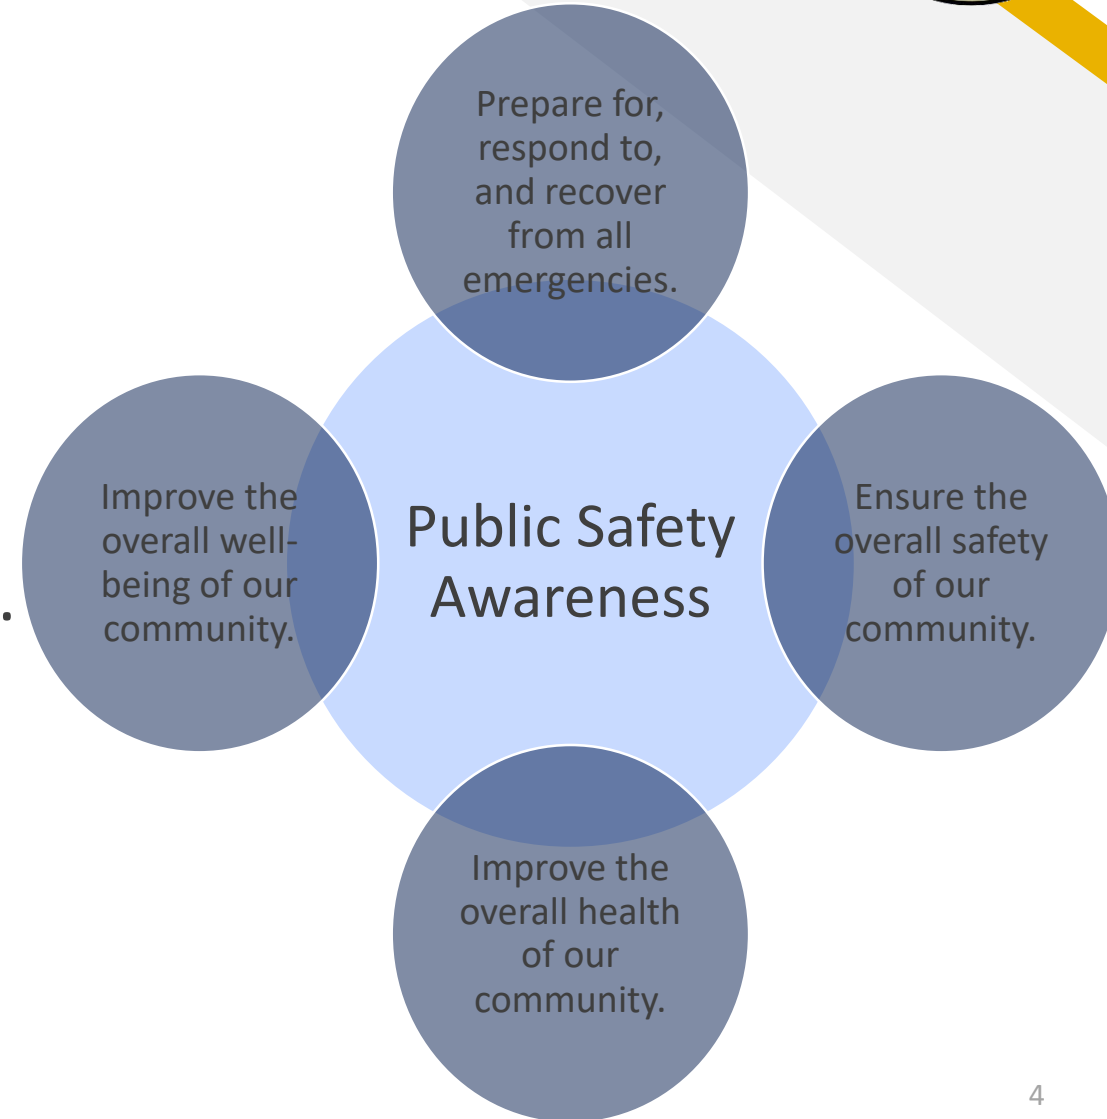 Prepare for,
respond to,
and recover
from all
emergencies.
Improve the
overall well-
being of our
community.
.
Public Safety
Awareness
Ensure the
overall safety
of our
community.
Improve the
overall health
of our
community.
4